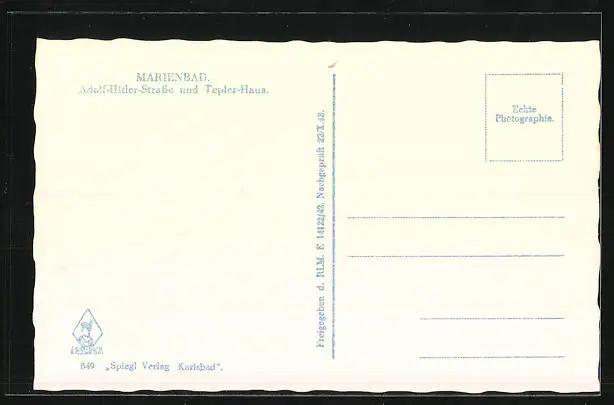 MARIENBAD.
Adolf-Hitler-Straße und Tepler-Haus.
Echte
Photographie.
Freigegeben d. RLM. E 14122/42. Nachgeprüft 22/X.43.
849 „Spiegl Verlag Karlsbad".